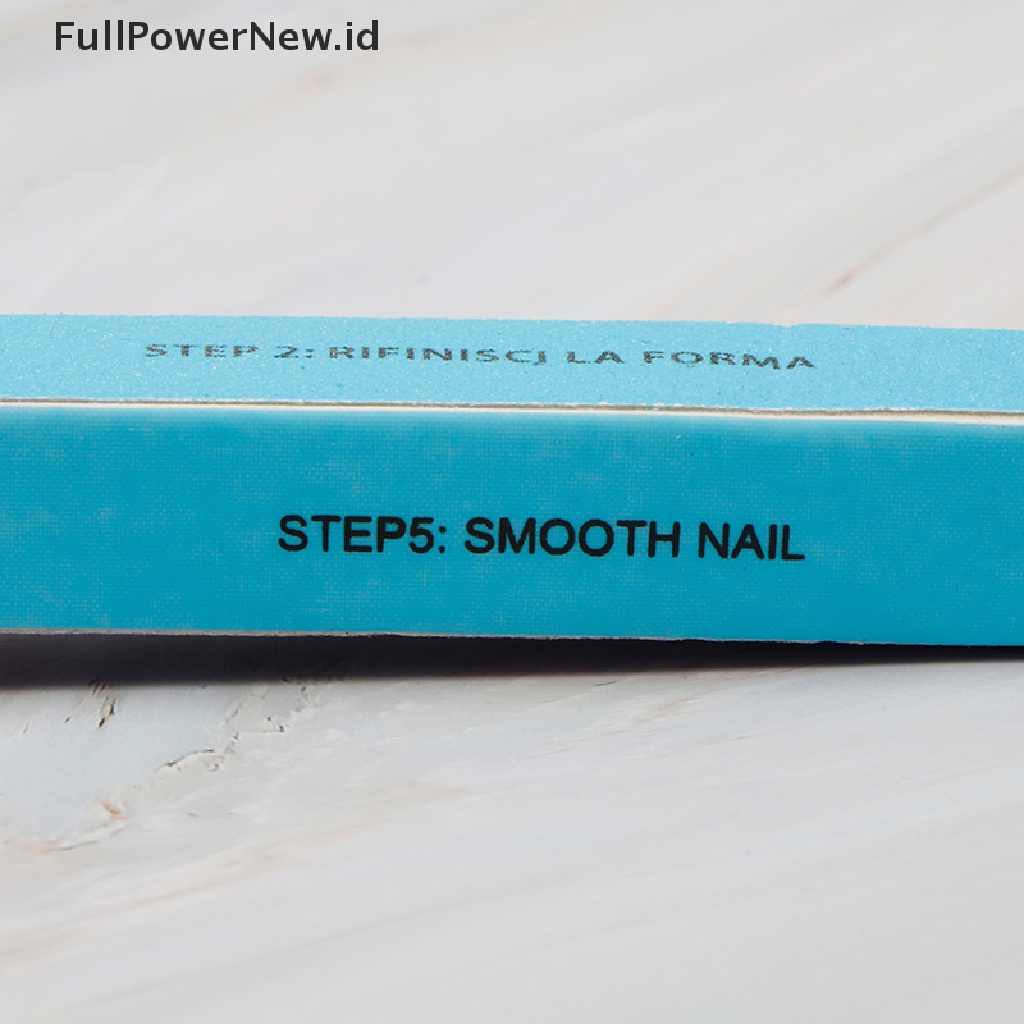 FullPowerNew.id
STEP 2: RIFINISCI LA FORMA
STEP5: SMOOTH NAIL